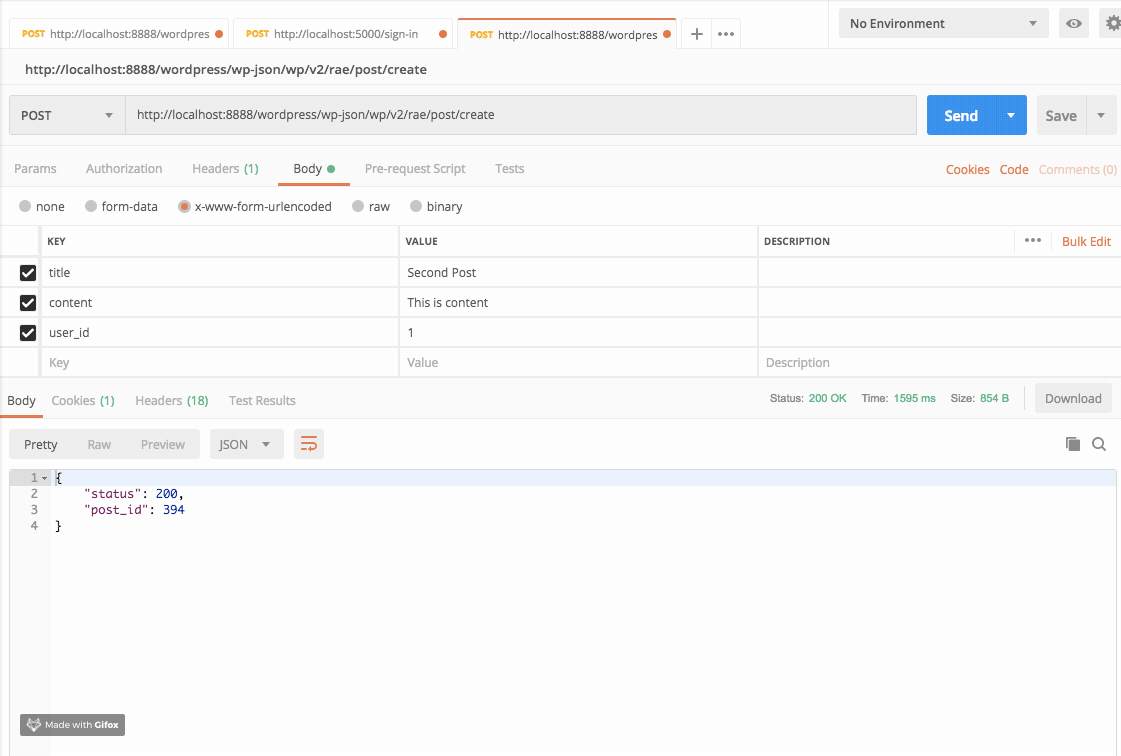 POST http://localhost:8888/wordpres POST http://localhost:5000/sign-in POST http://localhost:8888/wordpres + ••• No Environment
http://localhost:8888/wordpress/wp-json/wp/v2/rae/post/create
POST http://localhost:8888/wordpress/wp-json/wp/v2/rae/post/create Send Save
Params Authorization Headers (1) Body Pre-request Script Tests Cookies Code Comments (0)
none form-data x-www-form-urlencoded raw binary
KEY VALUE DESCRIPTION ••• Bulk Edit
title Second Post
content This is content
user_id 1
Key Value Description
Body Cookies (1) Headers (18) Test Results Status: 200 OK Time: 1595 ms Size: 854 B Download
Pretty Raw Preview JSON
1 {
2 "status": 200,
3 "post_id": 394
4 }
Made with Gifox